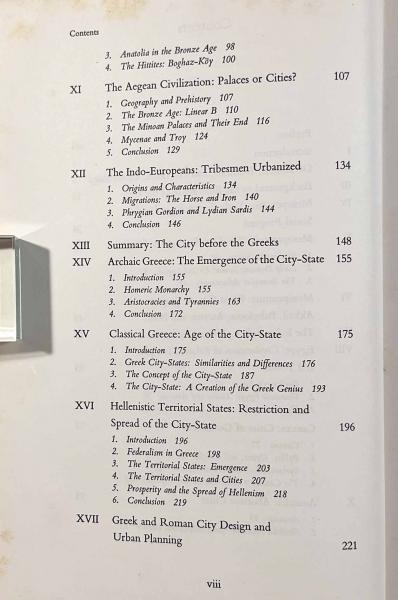 Contents
3. Anatolia in the Bronze Age 98
4. The Hittites: Boghaz-Köy 100
XI The Aegean Civilization: Palaces or Cities? 107
1. Geography and Prehistory 107
2. The Bronze Age: Linear B 110
3. The Minoan Palaces and Their End 116
4. Mycenae and Troy 124
5. Conclusion 129
XII The Indo-Europeans: Tribesmen Urbanized 134
1. Origins and Characteristics 134
2. Migrations: The Horse and Iron 140
3. Phrygian Gordion and Lydian Sardis 144
4. Conclusion 146
XIII Summary: The City before the Greeks 148
XIV Archaic Greece: The Emergence of the City-State 155
1. Introduction 155
2. Homeric Monarchy 155
3. Aristocracies and Tyrannies 163
4. Conclusion 172
XV Classical Greece: Age of the City-State 175
1. Introduction 175
2. Greek City-States: Similarities and Differences 176
3. The Concept of the City-State 187
4. The City-State: A Creation of the Greek Genius 193
XVI Hellenistic Territorial States: Restriction and
Spread of the City-State 196
1. Introduction 196
2. Federalism in Greece 198
3. The Territorial States: Emergence 203
4. The Territorial States and Cities 207
5. Prosperity and the Spread of Hellenism 218
6. Conclusion 219
XVII Greek and Roman City Design and
Urban Planning 221
viii